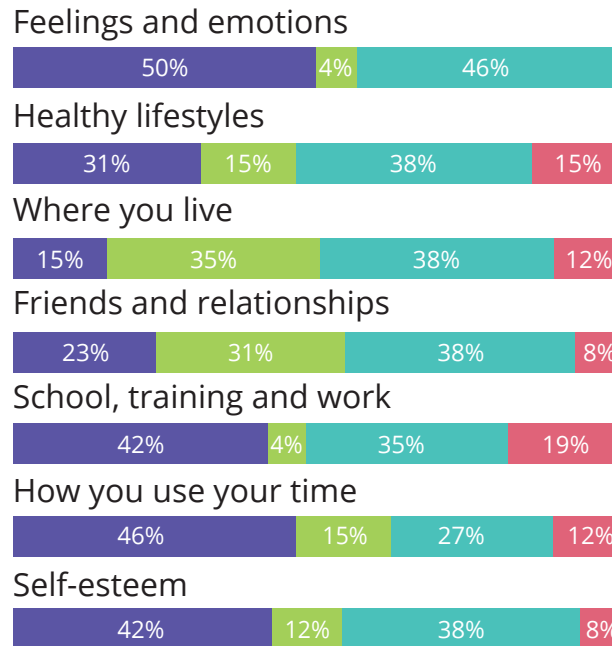 Feelings and emotions
50% 4% 46%
Healthy lifestyles
31% 15% 38% 15%
Where you live
15% 35% 38% 12%
Friends and relationships
23% 31% 38% 8%
School, training and work
42% 4% 35% 19%
How you use your time
46% 15% 27% 12%
Self-esteem
42% 12% 38% 8%